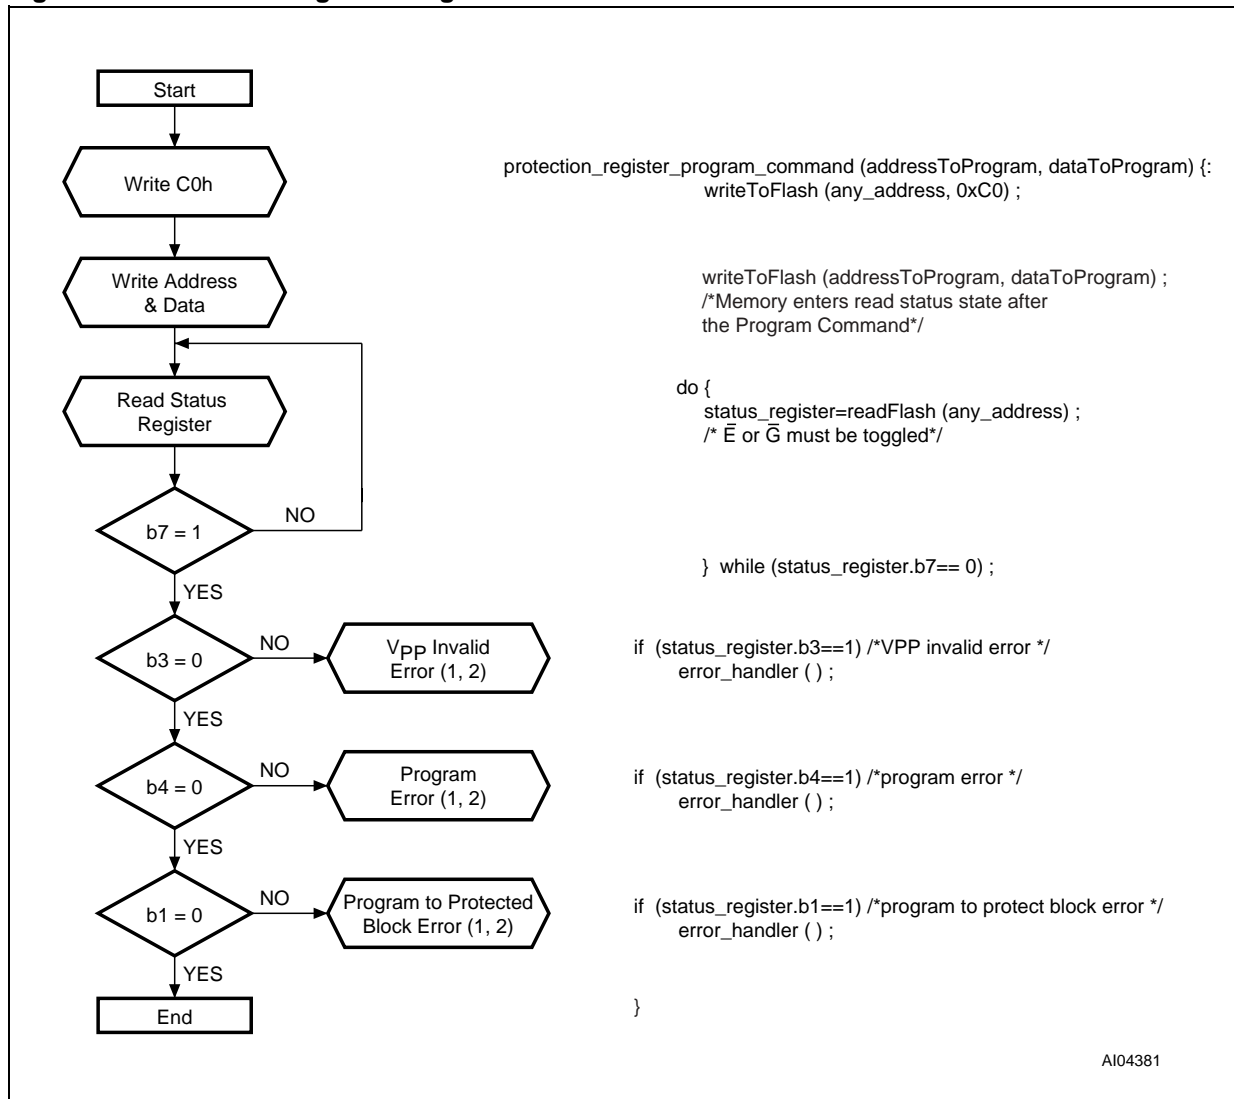 Start
Write C0h
protection_register_program_command (addressToProgram, dataToProgram) {:
writeToFlash (any_address, 0xC0) ;
Write Address
& Data
writeToFlash (addressToProgram, dataToProgram) ;
/*Memory enters read status state after
the Program Command*/
Read Status
Register
do {
status_register=readFlash (any_address) ;
/* E̅ or G̅ must be toggled*/
b7 = 1
NO
YES
} while (status_register.b7== 0) ;
b3 = 0
NO
YES
VPP Invalid
Error (1, 2)
if (status_register.b3==1) /*VPP invalid error */
error_handler ( ) ;
b4 = 0
NO
YES
Program
Error (1, 2)
if (status_register.b4==1) /*program error */
error_handler ( ) ;
b1 = 0
NO
YES
Program to Protected
Block Error (1, 2)
if (status_register.b1==1) /*program to protect block error */
error_handler ( ) ;
End
}
AI04381